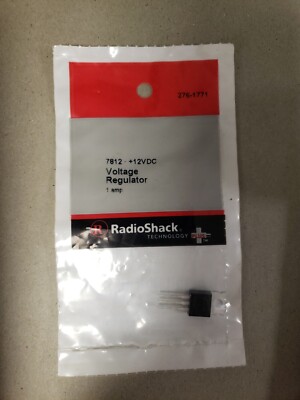 276-1771
7812 - +12VDC
Voltage
Regulator
1 amp
RadioShack
TECHNOLOGY